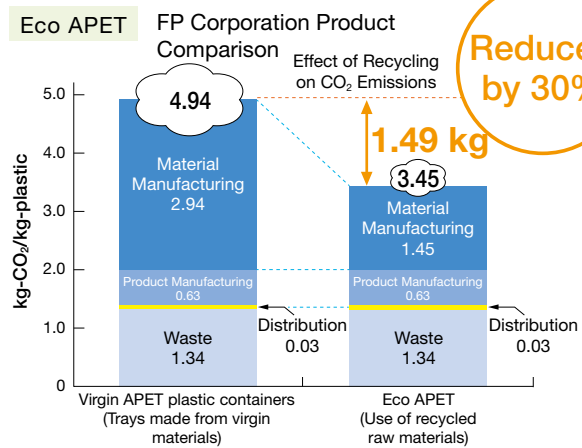 Eco APET
FP Corporation Product
Comparison
Effect of Recycling
on CO₂ Emissions
Reduce
by 30%
kg-CO₂/kg-plastic
5.0
4.0
3.0
2.0
1.0
0
4.94
Material
Manufacturing
2.94
Product Manufacturing
0.63
Distribution
0.03
Waste
1.34
1.49 kg
3.45
Material
Manufacturing
1.45
Product Manufacturing
0.63
Distribution
0.03
Waste
1.34
Virgin APET plastic containers
(Trays made from virgin
materials)
Eco APET
(Use of recycled
raw materials)